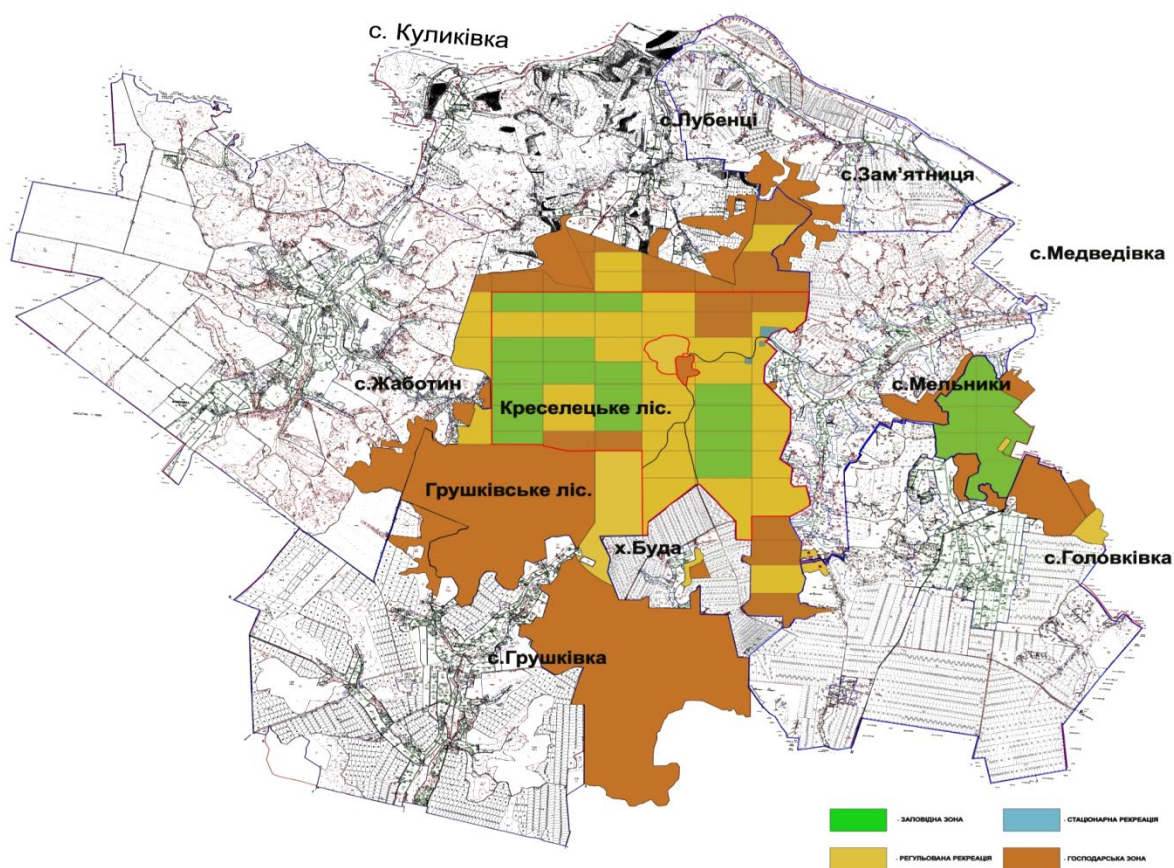 с. Куликівка
с.Лубенці
с.Зам'ятниця
с.Медведівка
с.Жаботин
с.Мельники
Креселецьке ліс.
Грушківське ліс.
х.Буда
с.Головківка
с.Грушківка
- ЗАПОВІДНА ЗОНА
- СТАЦІОНАРНА РЕКРЕАЦІЯ
- РЕГУЛЬОВАНА РЕКРЕАЦІЯ
- ГОСПОДАРСЬКА ЗОНА